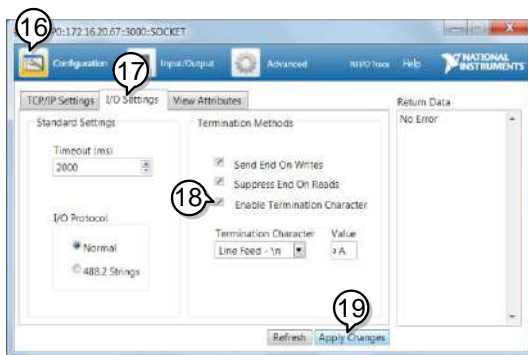 16
P0::172.16.20.67::3000::SOCKET
Configuration Input/Output Advanced NI I/O Trace Help NATIONAL INSTRUMENTS
17
TCP/IP Settings I/O Settings View Attributes
Return Data
Standard Settings
Termination Methods
No Error
Timeout (ms)
2000
Send End On Writes
Suppress End On Reads
18
Enable Termination Character
I/O Protocol
Termination Character Value
Normal
Line Feed - \n
A
488.2 Strings
19
Refresh Apply Changes